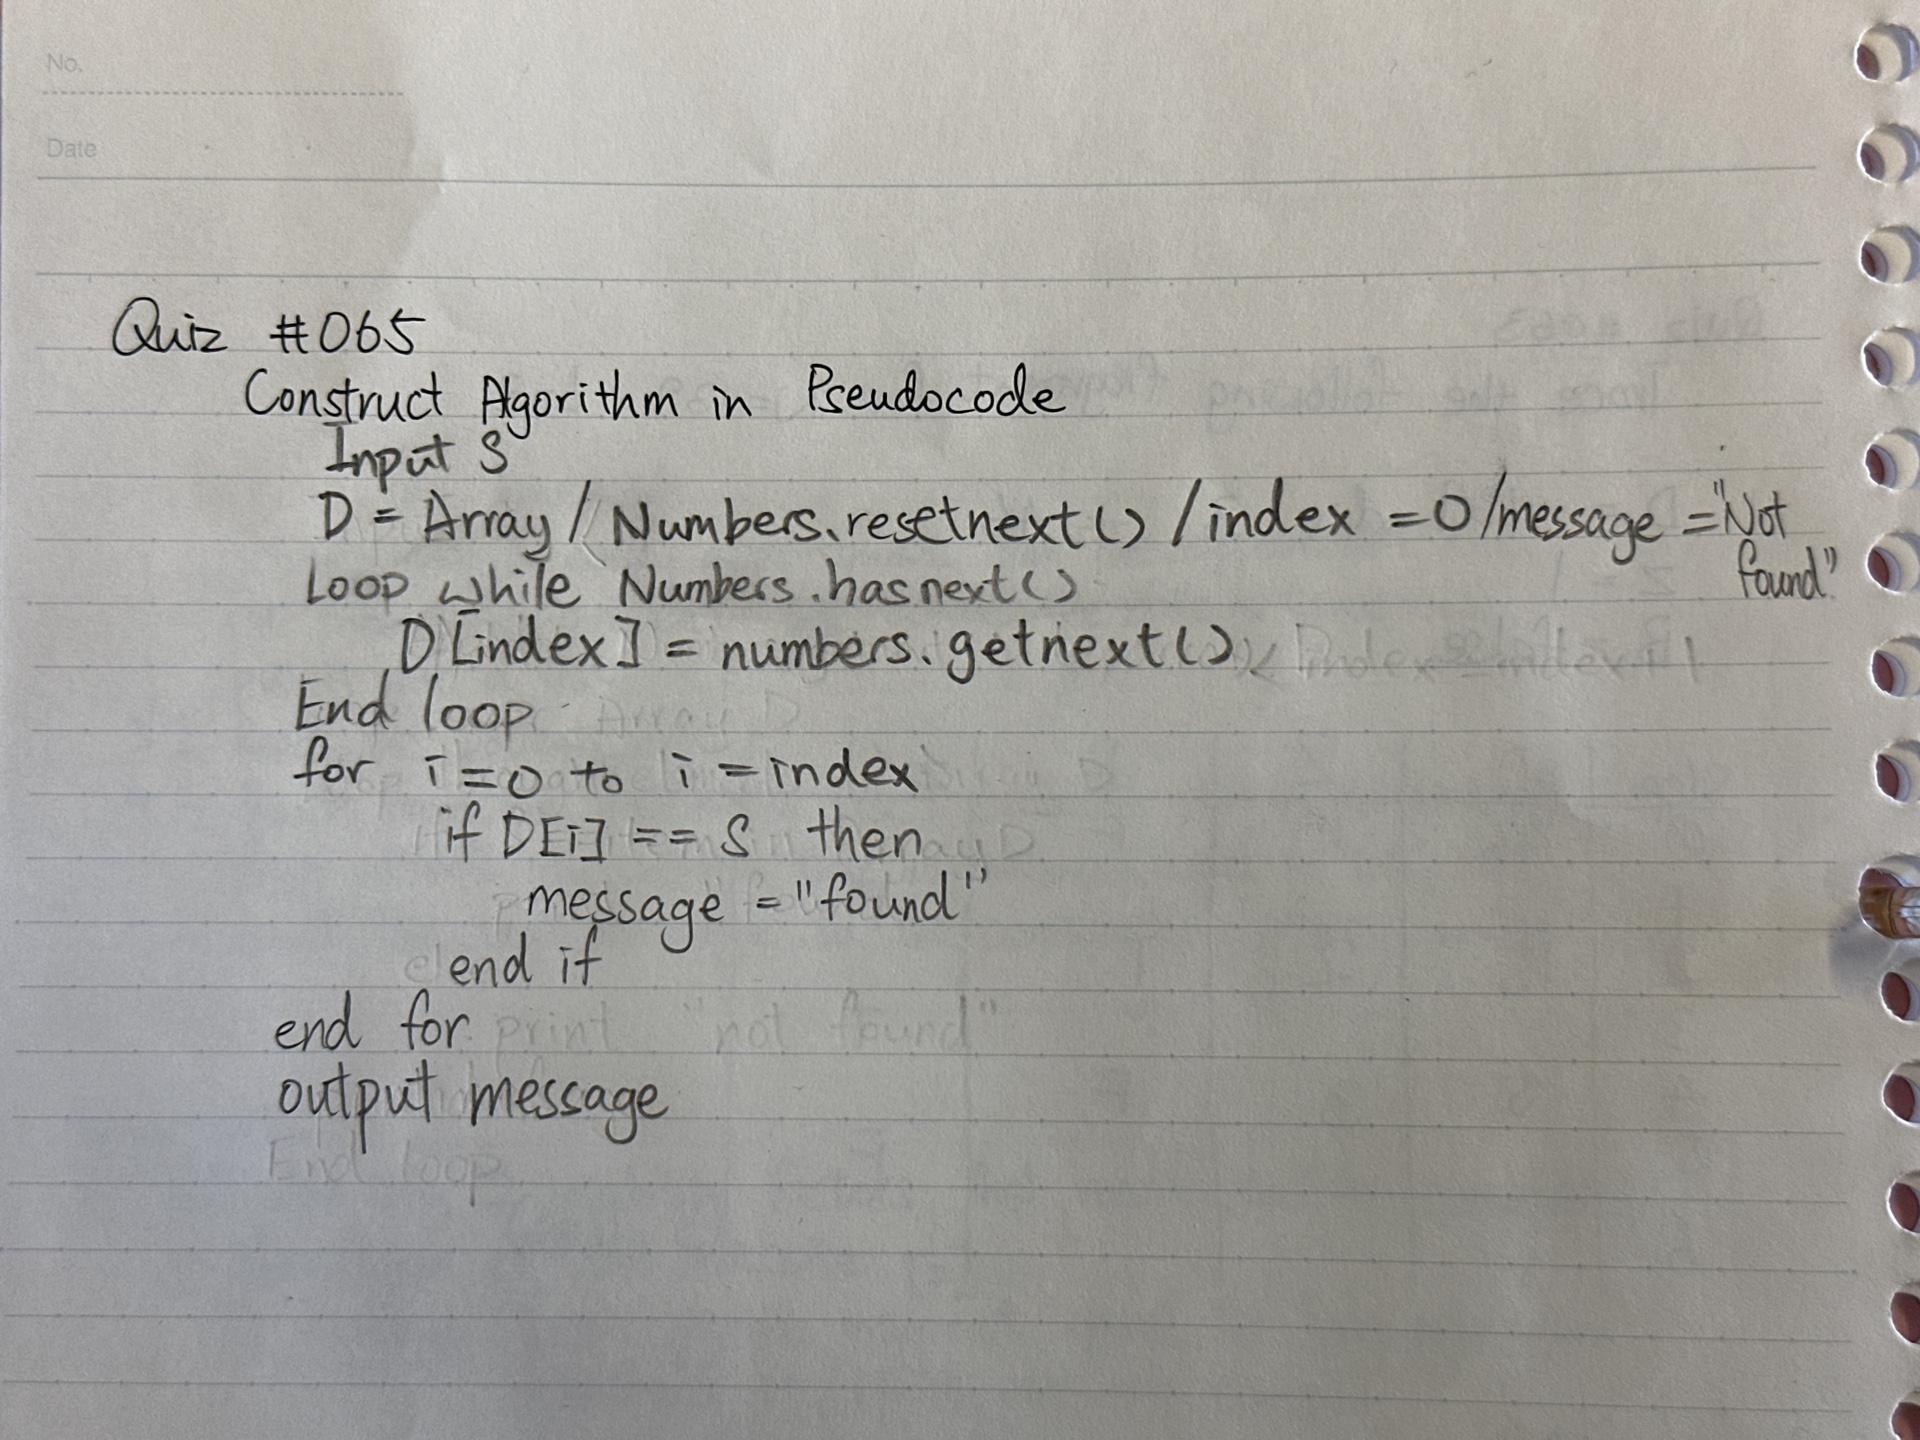 No.
Date
Quiz #065
Construct Algorithm in Pseudocode
Input S
D = Array / Numbers.resetnext() / index = 0 / message = "Not
found"
Loop while Numbers.hasnext()
D[index] = numbers.getnext()
End loop
for i = 0 to i = index
if D[i] == S then
message = "found"
end if
end for
output message